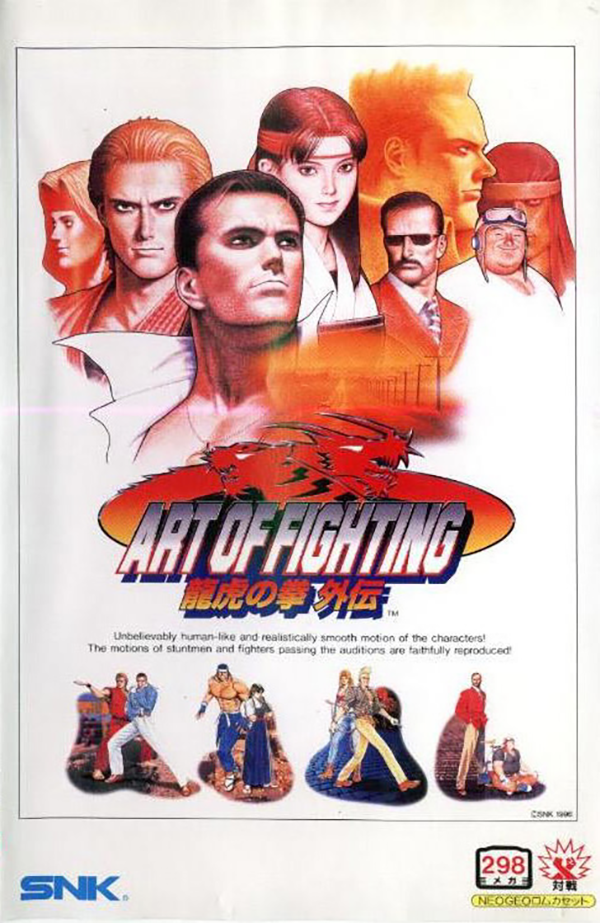 ART OF FIGHTING
龍虎の拳 外伝 ™
Unbelievably human-like and realistically smooth motion of the characters!
The motions of stuntmen and fighters passing the auditions are faithfully reproduced!
©SNK 1996
SNK®
298
メガ
対戦
NEOGEOロムカセット